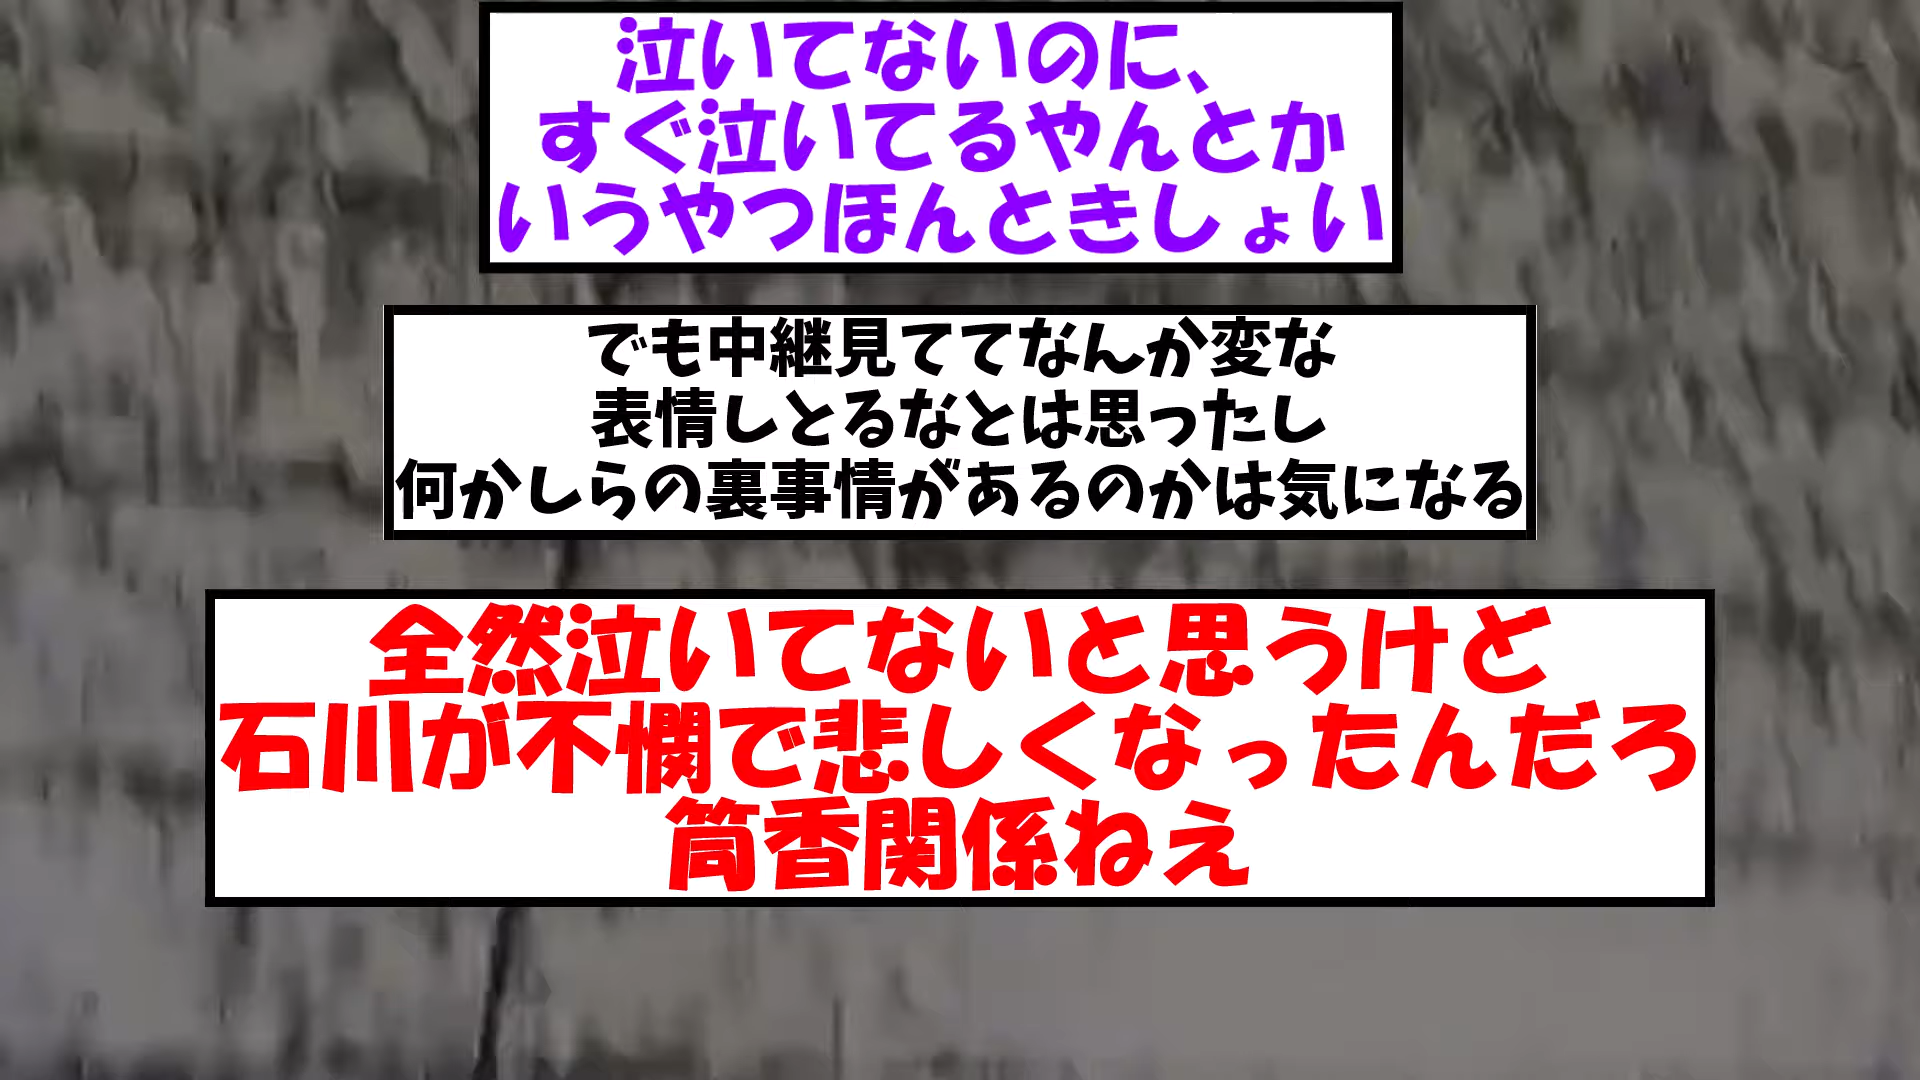 泣いてないのに、
すぐ泣いてるやんとか
いうやつほんときしょい
でも中継見ててなんか変な
表情しとるなとは思ったし
何かしらの裏事情があるのかは気になる
全然泣いてないと思うけど
石川が不憫で悲しくなったんだろ
筒香関係ねえ